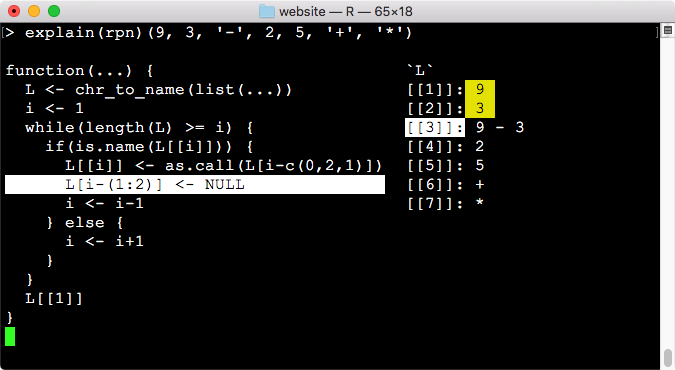 website — R — 65×18
[> explain(rpn)(9, 3, '-', 2, 5, '+', '*') ]
function(...) { `L`
L <- chr_to_name(list(...)) [[1]]: 9
i <- 1 [[2]]: 3
while(length(L) >= i) { [[3]]: 9 - 3
if(is.name(L[[i]])) { [[4]]: 2
L[[i]] <- as.call(L[i-c(0,2,1)]) [[5]]: 5
L[i-(1:2)] <- NULL [[6]]: +
i <- i-1 [[7]]: *
} else {
i <- i+1
}
}
L[[1]]
}